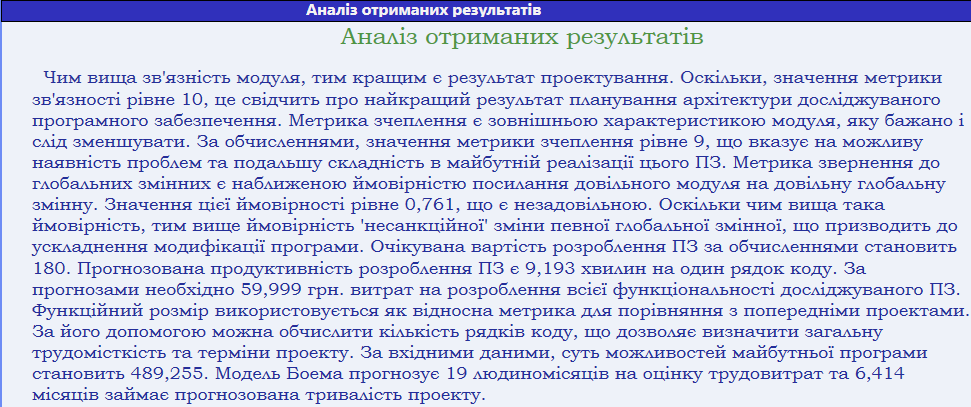 Аналіз отриманих результатів
Аналіз отриманих результатів
Чим вища зв'язність модуля, тим кращим є результат проектування. Оскільки, значення метрики
зв'язності рівне 10, це свідчить про найкращий результат планування архітектури досліджуваного
програмного забезпечення. Метрика зчеплення є зовнішньою характеристикою модуля, яку бажано і
слід зменшувати. За обчисленнями, значення метрики зчеплення рівне 9, що вказує на можливу
наявність проблем та подальшу складність в майбутній реалізації цього ПЗ. Метрика звернення до
глобальних змінних є наближеною ймовірністю посилання довільного модуля на довільну глобальну
змінну. Значення цієї ймовірності рівне 0,761, що є незадовільною. Оскільки чим вища така
ймовірність, тим вище ймовірність 'несанкційної' зміни певної глобальної змінної, що призводить до
ускладнення модифікації програми. Очікувана вартість розроблення ПЗ за обчисленнями становить
180. Прогнозована продуктивність розроблення ПЗ є 9,193 хвилин на один рядок коду. За
прогнозами необхідно 59,999 грн. витрат на розроблення всієї функціональності досліджуваного ПЗ.
Функційний розмір використовується як відносна метрика для порівняння з попередніми проектами.
За його допомогою можна обчислити кількість рядків коду, що дозволяє визначити загальну
трудомісткість та терміни проекту. За вхідними даними, суть можливостей майбутньої програми
становить 489,255. Модель Боема прогнозує 19 людиномісяців на оцінку трудовитрат та 6,414
місяців займає прогнозована тривалість проекту.